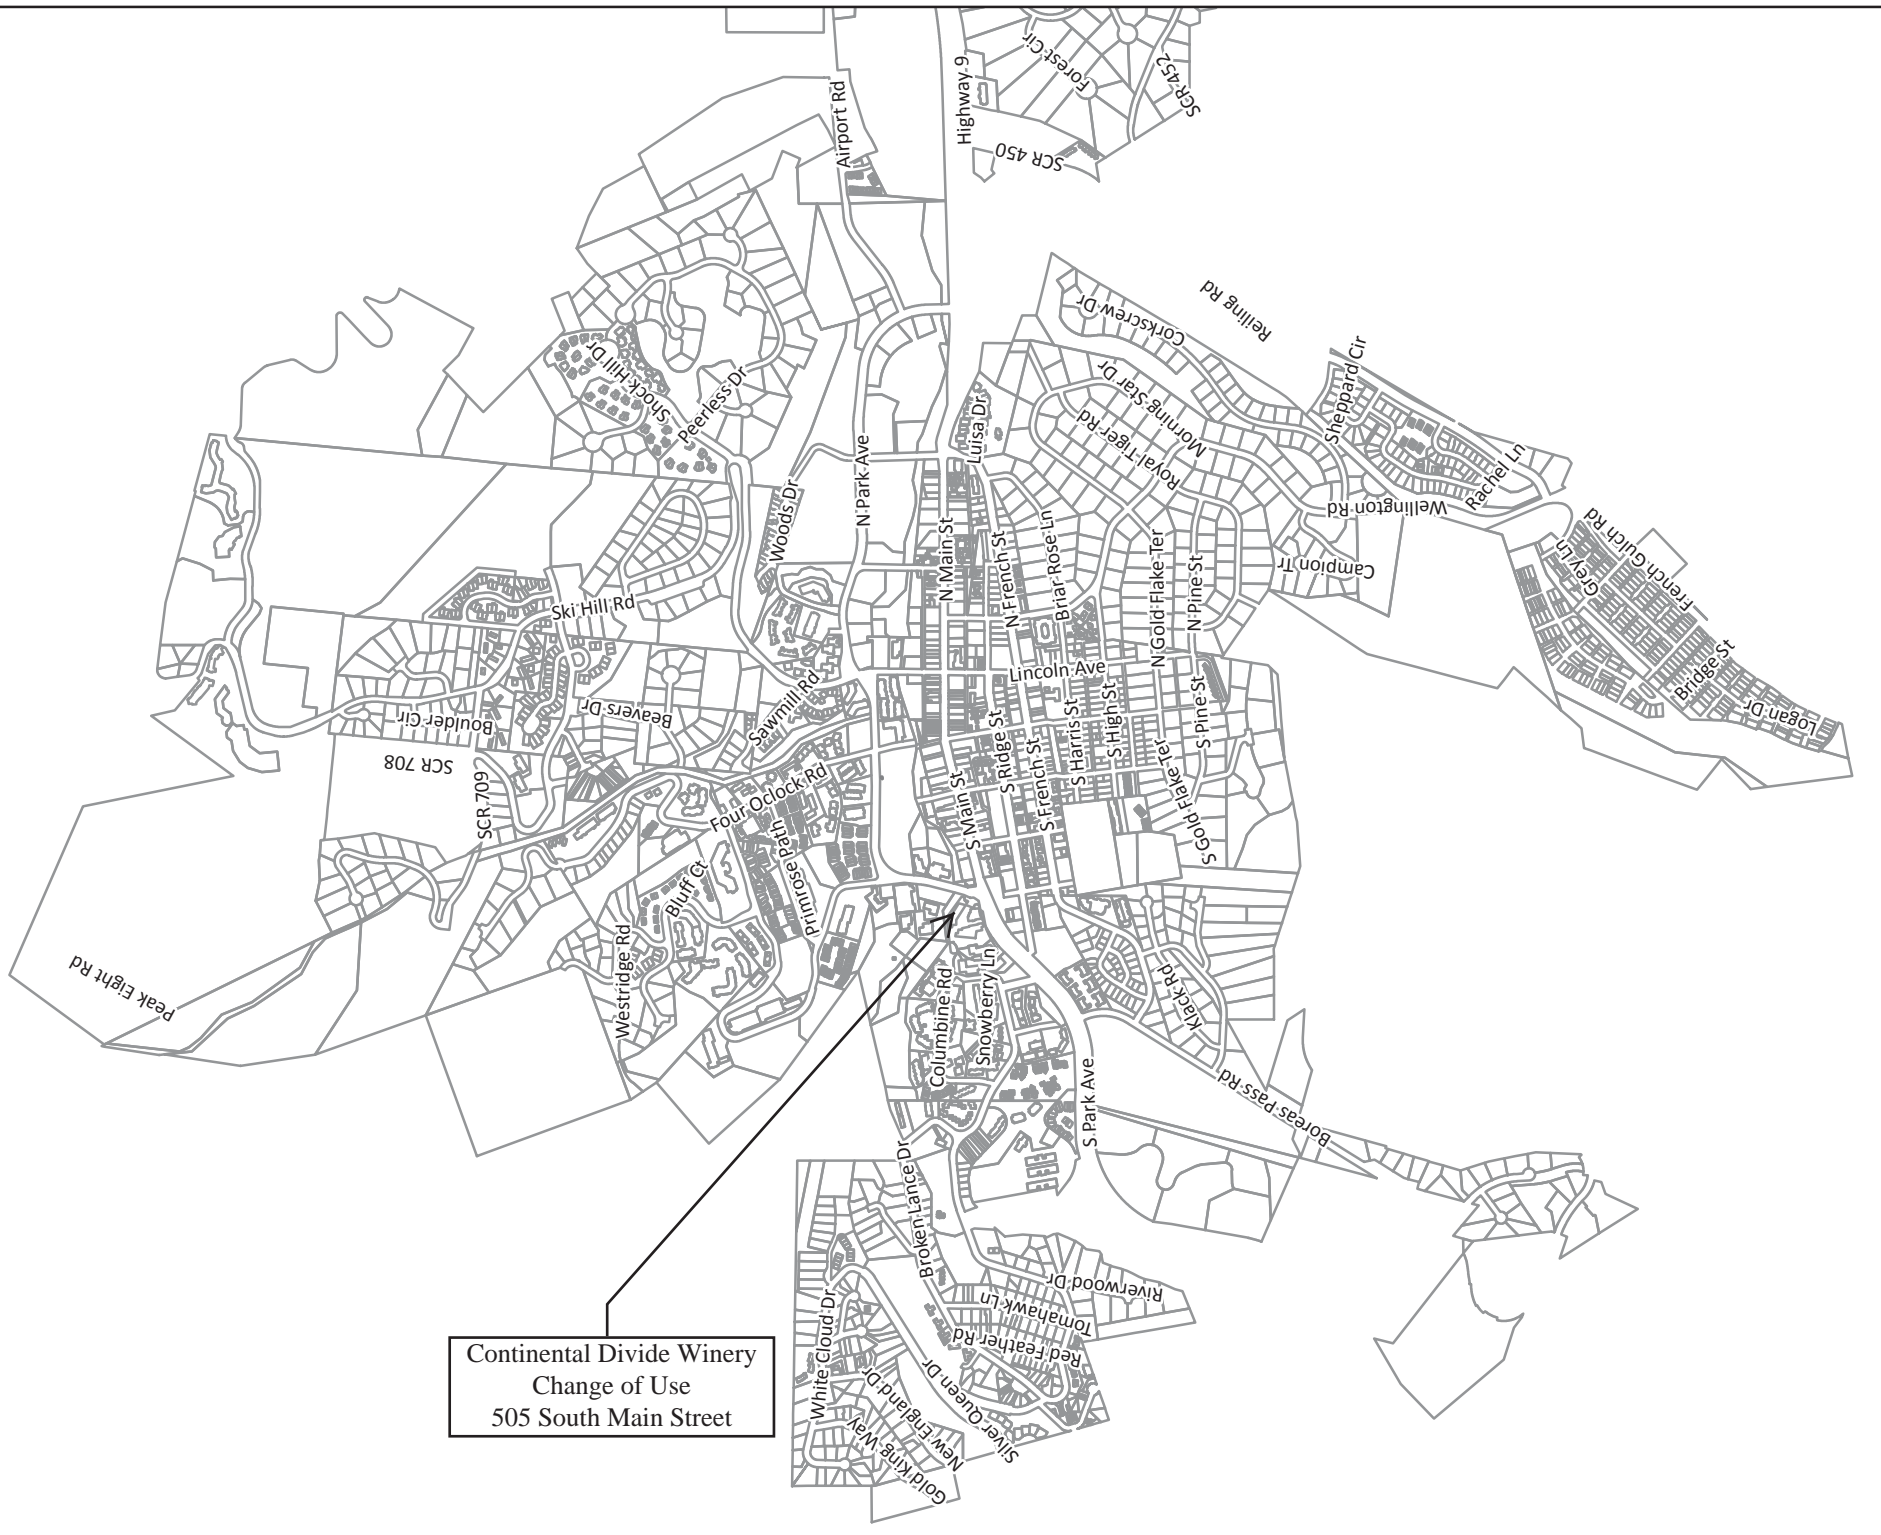 Forest Cir
SCR 452
Highway 9
Airport Rd
SCR 450
Reiling Rd
Corkscrew Dr
Sheppard Cir
Shock Hill Dr
Peerless Dr
Luisa Dr
Morning Star Dr
Royal Tiger Rd
Rachel Ln
Wellington Rd
N Park Ave
Woods Dr
N Main St
N French St
Briar Rose Ln
N Gold Flake Ter
N Pine St
Campion Tr
Grey Ln
French Gulch Rd
Ski Hill Rd
Lincoln Ave
Bridge St
Logan Dr
Boulder Cir
Beavers Dr
Sawmill Rd
S Ridge St
S Harris St
S High St
S Pine St
SCR 708
SCR 709
Four Oclock Rd
S Main St
S French St
S Gold Flake Ter
Primrose Path
Bluff Ct
Westridge Rd
Peak Eight Rd
Columbine Rd
Snowberry Ln
Klack Rd
S Park Ave
Boreas Pass Rd
Broken Lance Dr
Riverwood Dr
Tomahawk Ln
Red Feather Rd
White Cloud Dr
Silver Queen Dr
New England Dr
Gold King Way
Continental Divide Winery
Change of Use
505 South Main Street